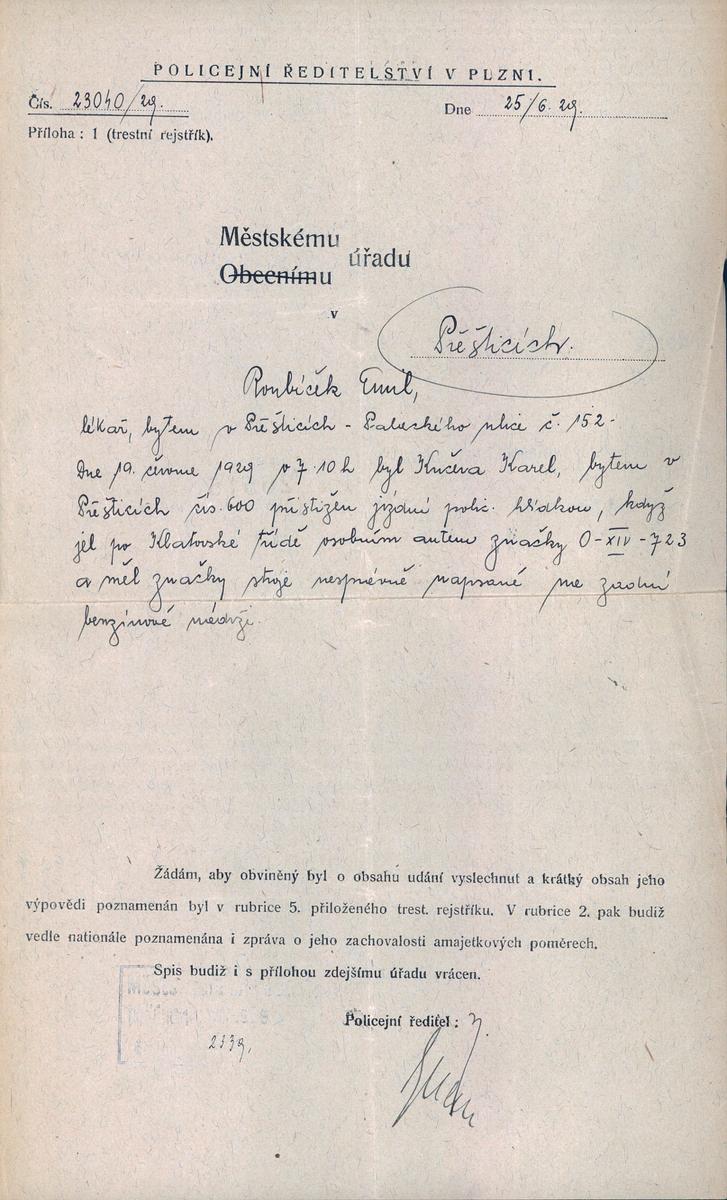 POLICEJNÍ ŘEDITELSTVÍ V PLZNI.
Čís. 23040/29.
Dne 25/6.29.
Příloha : 1 (trestní rejstřík).
Městskému
Obecnímu
úřadu
v
Přešticích.
Roubíček Emil,
lékař, bytem v Přešticích - Palackého ulice č. 152.
Dne 19. června 1929 v 7.10 h byl Kučera Karel, bytem v
Přešticích čís. 600 přistižen jízdní polic. hlídkou, když
jel po Klatovské třídě osobním autem značky O-XIV-723
a měl značky stroje nesprávně napsané na zadní
benzínové nádrži.
Žádám, aby obviněný byl o obsahu udání vyslechnut a krátký obsah jeho
výpovědi poznamenán byl v rubrice 5. přiloženého trest. rejstříku. V rubrice 2. pak budiž
vedle nationále poznamenána i zpráva o jeho zachovalosti amajetkových poměrech.
Spis budiž i s přílohou zdejšímu úřadu vrácen.
Policejní ředitel :
2339,